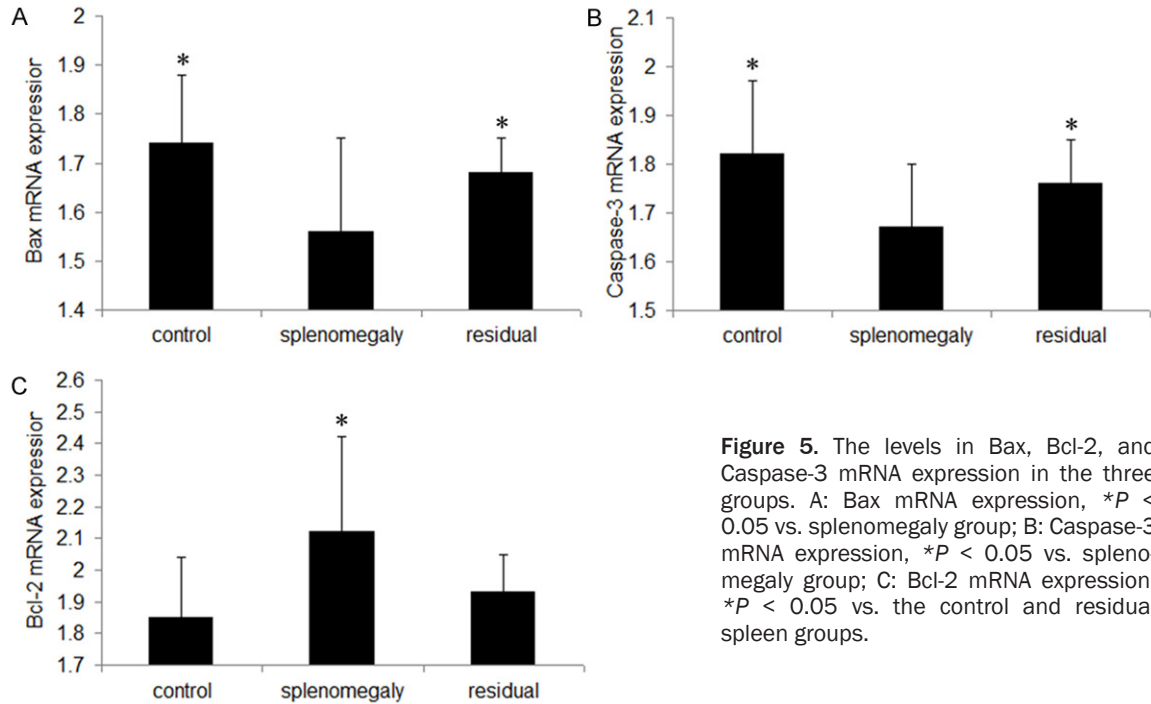 A
Bax mRNA expression
2
1.9
1.8
1.7
1.6
1.5
1.4
*
*
control splenomegaly residual
B
Caspase-3 mRNA expression
2.1
2
1.9
1.8
1.7
1.6
1.5
*
*
control splenomegaly residual
C
Bcl-2 mRNA expression
2.6
2.5
2.4
2.3
2.2
2.1
2
1.9
1.8
1.7
*
control splenomegaly residual
Figure 5. The levels in Bax, Bcl-2, and
Caspase-3 mRNA expression in the three
groups. A: Bax mRNA expression, *P <
0.05 vs. splenomegaly group; B: Caspase-3
mRNA expression, *P < 0.05 vs. spleno-
megaly group; C: Bcl-2 mRNA expression
*P < 0.05 vs. the control and residual
spleen groups.